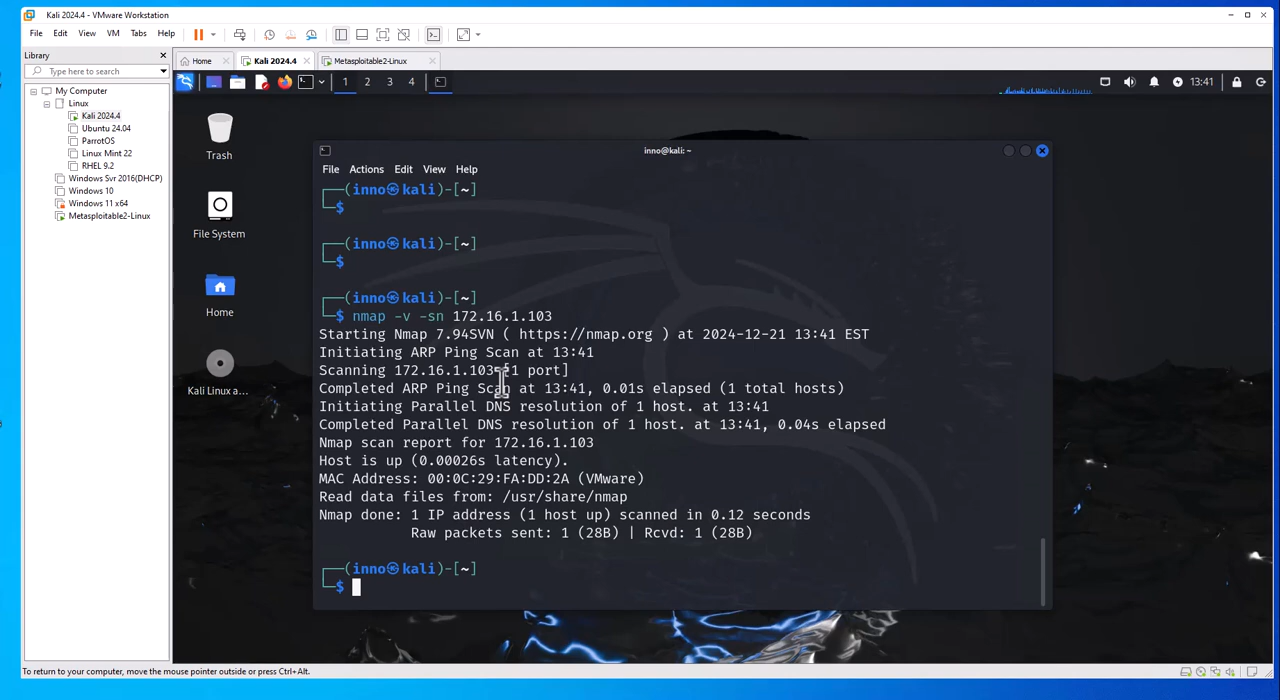 Kali 2024.4 - VMware Workstation
File Edit View VM Tabs Help
Library
Type here to search
My Computer
Linux
Kali 2024.4
Ubuntu 24.04
ParrotOS
Linux Mint 22
RHEL 9.2
Windows Svr 2016(DHCP)
Windows 10
Windows 11 x64
Metasploitable2-Linux
Home
Kali 2024.4
Metasploitable2-Linux
1 2 3 4
13:41
Trash
File System
Home
Kali Linux a...
inno@kali: ~
File Actions Edit View Help
┌──(inno㉿kali)-[~]
└─$
┌──(inno㉿kali)-[~]
└─$
┌──(inno㉿kali)-[~]
└─$ nmap -v -sn 172.16.1.103
Starting Nmap 7.94SVN ( https://nmap.org ) at 2024-12-21 13:41 EST
Initiating ARP Ping Scan at 13:41
Scanning 172.16.1.103 [1 port]
Completed ARP Ping Scan at 13:41, 0.01s elapsed (1 total hosts)
Initiating Parallel DNS resolution of 1 host. at 13:41
Completed Parallel DNS resolution of 1 host. at 13:41, 0.04s elapsed
Nmap scan report for 172.16.1.103
Host is up (0.00026s latency).
MAC Address: 00:0C:29:FA:DD:2A (VMware)
Read data files from: /usr/share/nmap
Nmap done: 1 IP address (1 host up) scanned in 0.12 seconds
Raw packets sent: 1 (28B) | Rcvd: 1 (28B)
┌──(inno㉿kali)-[~]
└─$
To return to your computer, move the mouse pointer outside or press Ctrl+Alt.